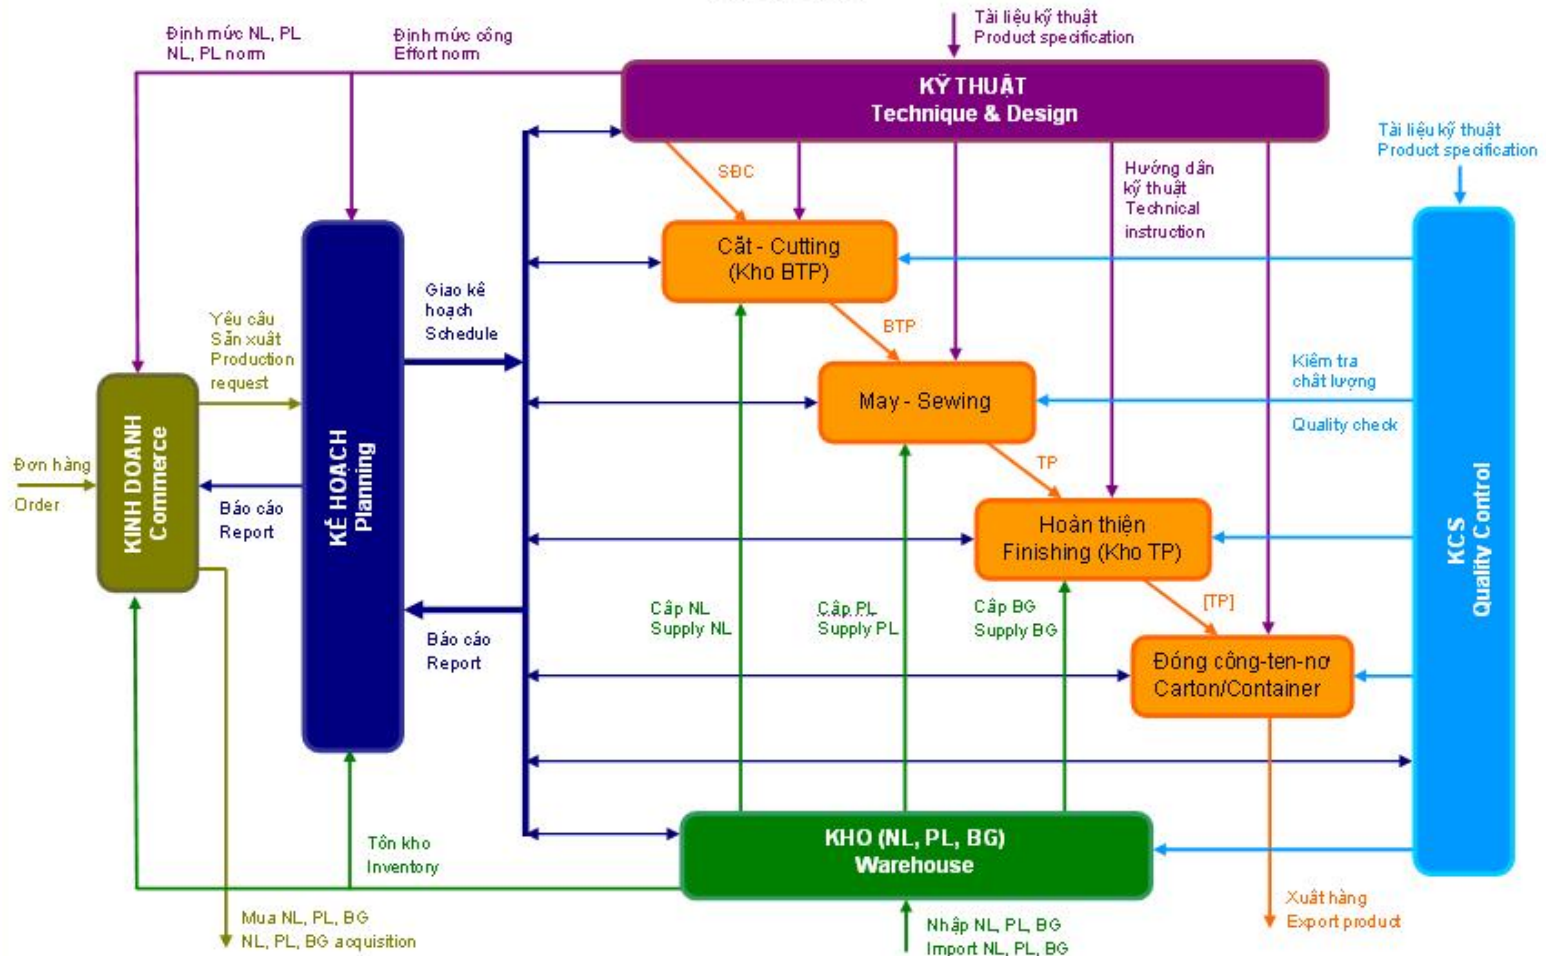 Tài liệu kỹ thuật
Product specification
Định mức NL, PL
NL, PL norm
Định mức công
Effort norm
KỸ THUẬT
Technique & Design
Tài liệu kỹ thuật
Product specification
SĐC
Hướng dẫn
kỹ thuật
Technical
instruction
Cắt - Cutting
(Kho BTP)
Giao kế
hoạch
Schedule
Yêu cầu
Sẵn xuất
Production
request
BTP
Kiểm tra
chất lượng
Quality check
May - Sewing
KINH DOANH
Commerce
KẾ HOẠCH
Planning
Đơn hàng
Order
TP
Báo cáo
Report
Hoàn thiện
Finishing (Kho TP)
KCS
Quality Control
Cấp NL
Supply NL
Cấp PL
Supply PL
Cấp BG
Supply BG
[TP]
Báo cáo
Report
Đóng công-ten-nơ
Carton/Container
Tồn kho
Inventory
KHO (NL, PL, BG)
Warehouse
Xuất hàng
Export product
Mua NL, PL, BG
NL, PL, BG acquisition
Nhập NL, PL, BG
Import NL, PL, BG